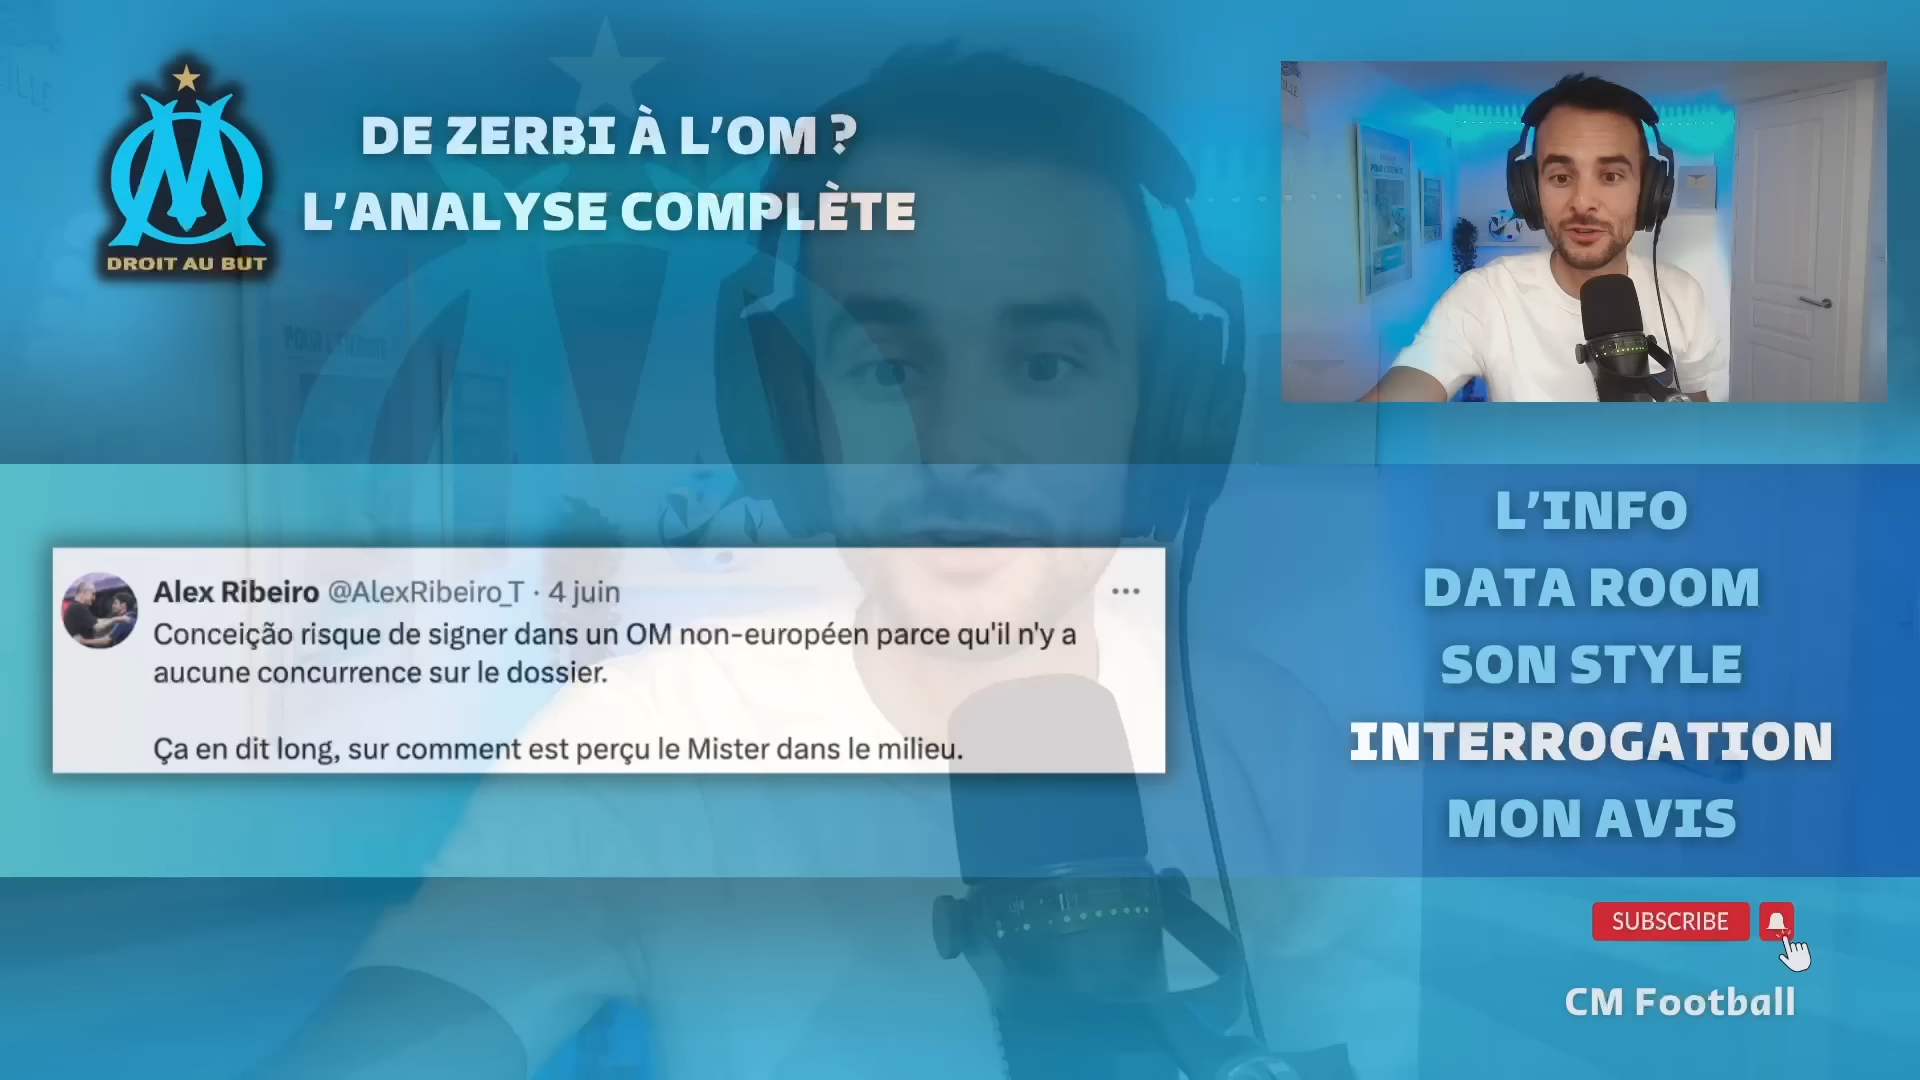 DROIT AU BUT
DE ZERBI À L'OM ?
L'ANALYSE COMPLÈTE
POUR L'ÉTERNITÉ
Alex Ribeiro @AlexRibeiro_T · 4 juin
Conceição risque de signer dans un OM non-européen parce qu'il n'y a
aucune concurrence sur le dossier.
Ça en dit long, sur comment est perçu le Mister dans le milieu.
L'INFO
DATA ROOM
SON STYLE
INTERROGATION
MON AVIS
SUBSCRIBE
CM Football